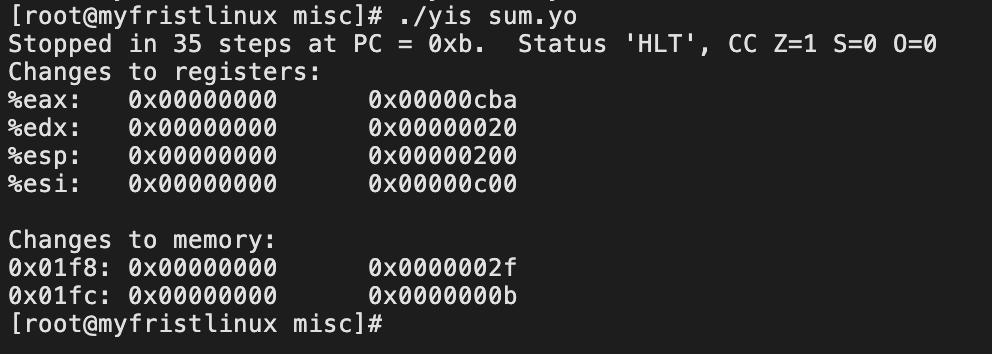 [root@myfristlinux misc]# ./yis sum.yo
Stopped in 35 steps at PC = 0xb.  Status 'HLT', CC Z=1 S=0 O=0
Changes to registers:
%eax:   0x00000000      0x00000cba
%edx:   0x00000000      0x00000020
%esp:   0x00000000      0x00000200
%esi:   0x00000000      0x00000c00

Changes to memory:
0x01f8: 0x00000000      0x0000002f
0x01fc: 0x00000000      0x0000000b
[root@myfristlinux misc]#